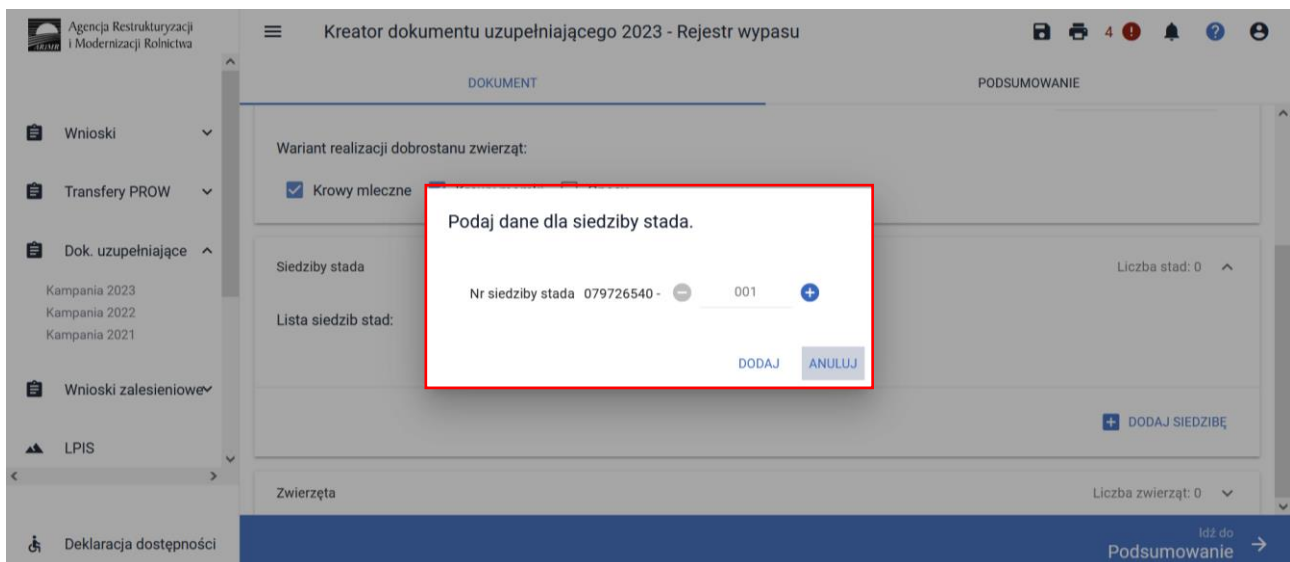 Agencja Restrukturyzacji
i Modernizacji Rolnictwa
ARiMR
Kreator dokumentu uzupełniającego 2023 - Rejestr wypasu
4
DOKUMENT
PODSUMOWANIE
Wnioski
Transfery PROW
Dok. uzupełniające
Kampania 2023
Kampania 2022
Kampania 2021
Wnioski zalesieniowe
LPIS
Deklaracja dostępności
Wariant realizacji dobrostanu zwierząt:
Krowy mleczne
Podaj dane dla siedziby stada.
Nr siedziby stada 079726540 - 001
DODAJ ANULUJ
Siedziby stada
Liczba stad: 0
Lista siedzib stad:
DODAJ SIEDZIBĘ
Zwierzęta
Liczba zwierząt: 0
Idź do
Podsumowanie